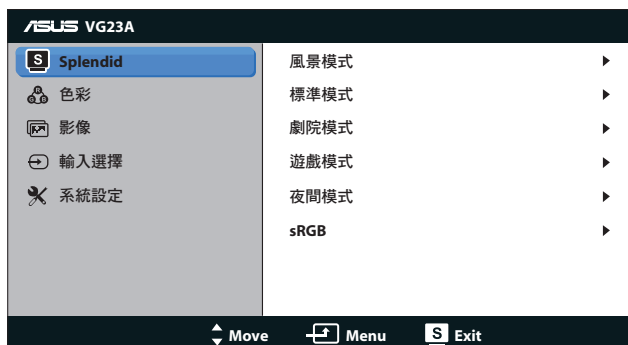 ASUS VG23A
S Splendid
色彩
影像
輸入選擇
系統設定
風景模式
標準模式
劇院模式
遊戲模式
夜間模式
sRGB
Move Menu S Exit